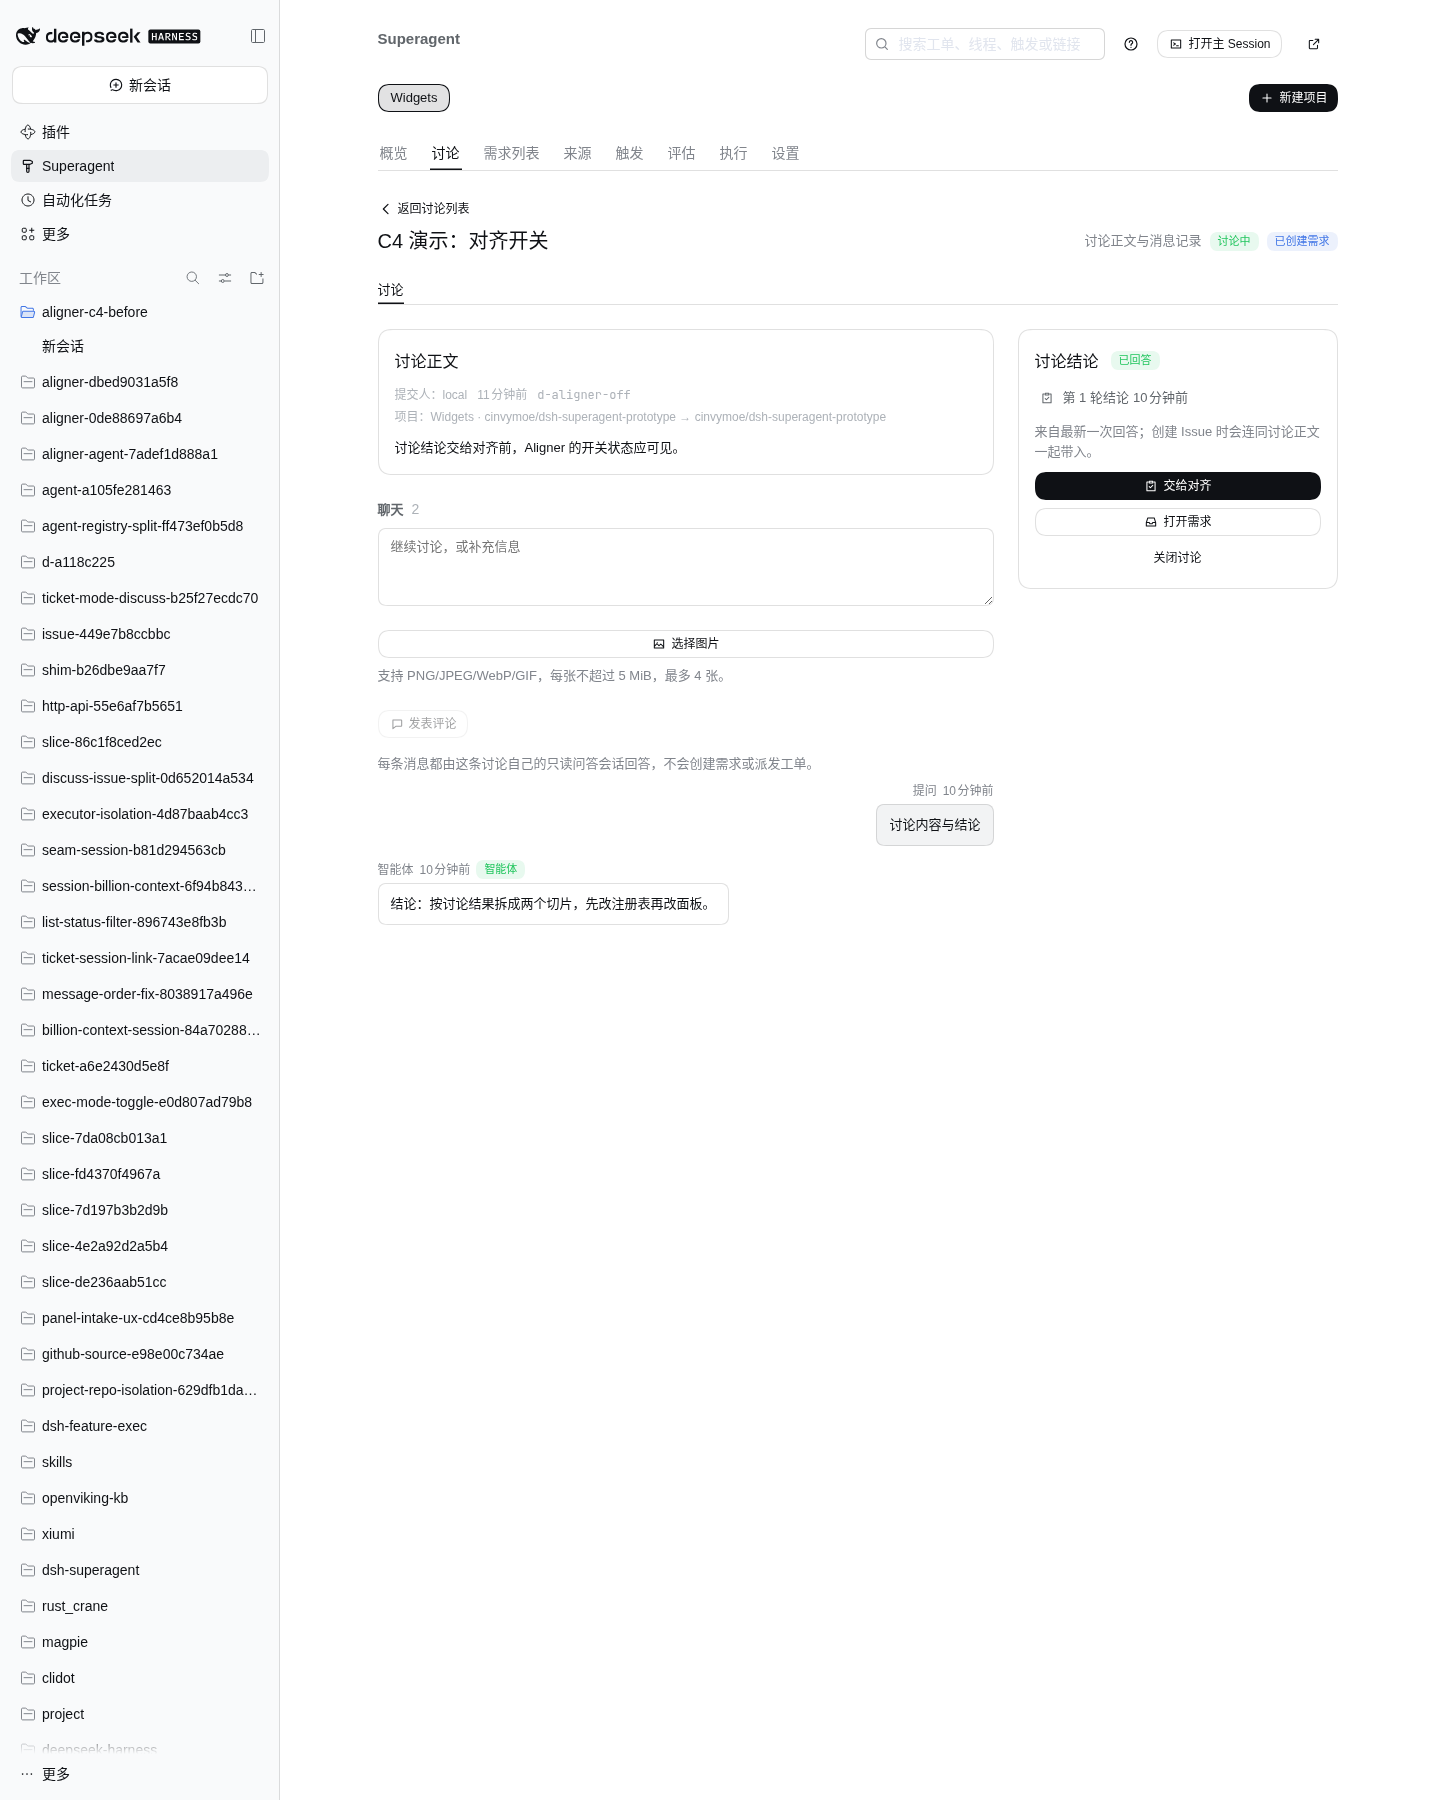 deepseek HARNESS
新会话
插件
Superagent
自动化任务
更多
工作区
aligner-c4-before
新会话
aligner-dbed9031a5f8
aligner-0de88697a6b4
aligner-agent-7adef1d888a1
agent-a105fe281463
agent-registry-split-ff473ef0b5d8
d-a118c225
ticket-mode-discuss-b25f27ecdc70
issue-449e7b8ccbbc
shim-b26dbe9aa7f7
http-api-55e6af7b5651
slice-86c1f8ced2ec
discuss-issue-split-0d652014a534
executor-isolation-4d87baab4cc3
seam-session-b81d294563cb
session-billion-context-6f94b843…
list-status-filter-896743e8fb3b
ticket-session-link-7acae09dee14
message-order-fix-8038917a496e
billion-context-session-84a70288…
ticket-a6e2430d5e8f
exec-mode-toggle-e0d807ad79b8
slice-7da08cb013a1
slice-fd4370f4967a
slice-7d197b3b2d9b
slice-4e2a92d2a5b4
slice-de236aab51cc
panel-intake-ux-cd4ce8b95b8e
github-source-e98e00c734ae
project-repo-isolation-629dfb1da…
dsh-feature-exec
skills
openviking-kb
xiumi
dsh-superagent
rust_crane
magpie
clidot
project
deepseek-harness
更多
Superagent
搜索工单、线程、触发或链接
打开主 Session
Widgets
新建项目
概览 讨论 需求列表 来源 触发 评估 执行 设置
返回讨论列表
C4 演示：对齐开关
讨论正文与消息记录 讨论中 已创建需求
讨论
讨论正文
提交人：local 11分钟前 d-aligner-off
项目：Widgets · cinvymoe/dsh-superagent-prototype → cinvymoe/dsh-superagent-prototype
讨论结论交给对齐前，Aligner 的开关状态应可见。
聊天 2
继续讨论，或补充信息
选择图片
支持 PNG/JPEG/WebP/GIF，每张不超过 5 MiB，最多 4 张。
发表评论
每条消息都由这条讨论自己的只读问答会话回答，不会创建需求或派发工单。
提问 10分钟前
讨论内容与结论
智能体 10分钟前 智能体
结论：按讨论结果拆成两个切片，先改注册表再改面板。
讨论结论 已回答
第 1 轮结论 10分钟前
来自最新一次回答；创建 Issue 时会连同讨论正文
一起带入。
交给对齐
打开需求
关闭讨论